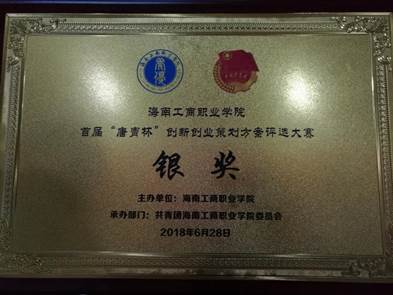 海南工商职业学院
首届“唐青杯”创新创业策划方案评选大赛
银奖
主办单位：海南工商职业学院
承办部门：共青团海南工商职业学院委员会
2018年6月28日